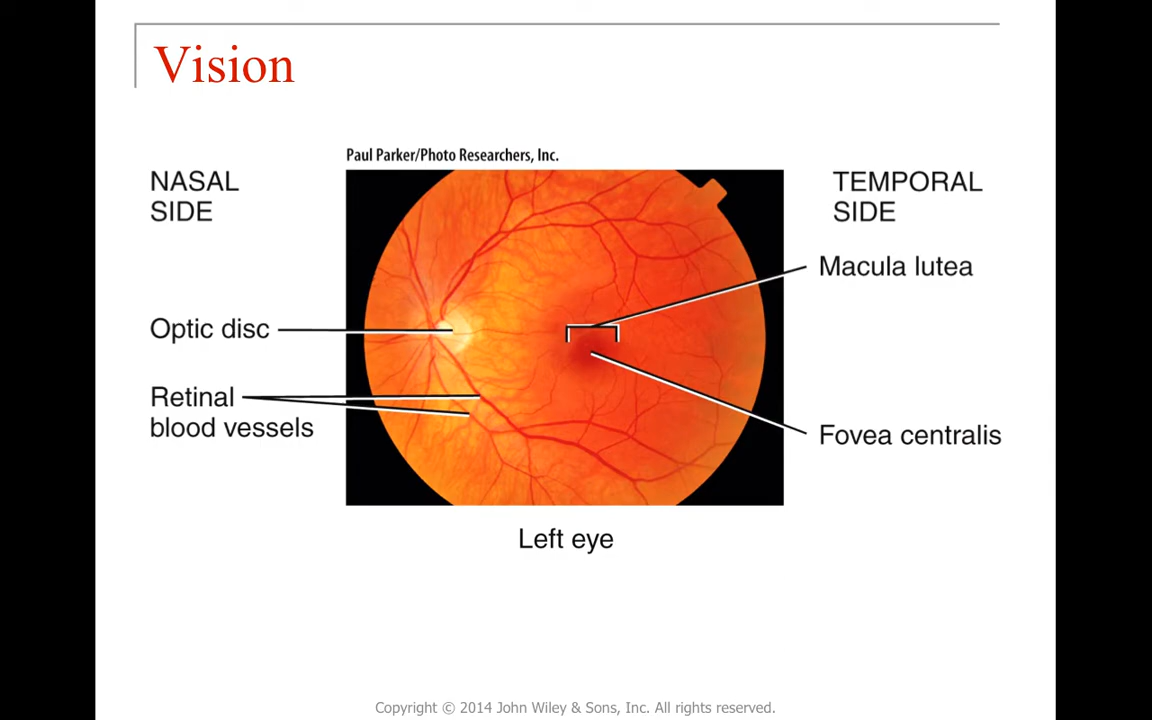 Vision
Paul Parker/Photo Researchers, Inc.
NASAL
SIDE
TEMPORAL
SIDE
Macula lutea
Optic disc
Retinal
blood vessels
Fovea centralis
Left eye
Copyright © 2014 John Wiley & Sons, Inc. All rights reserved.